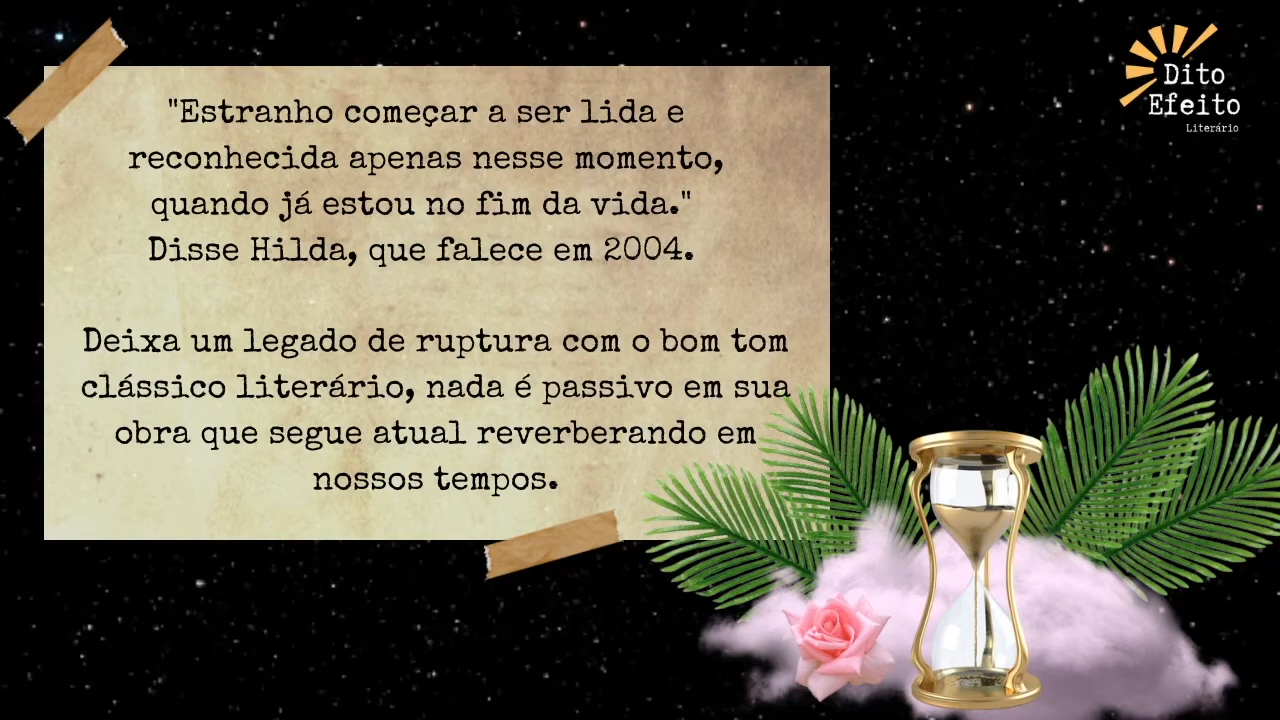 "Estranho começar a ser lida e
reconhecida apenas nesse momento,
quando já estou no fim da vida."
Disse Hilda, que falece em 2004.
Deixa um legado de ruptura com o bom tom
clássico literário, nada é passivo em sua
obra que segue atual reverberando em
nossos tempos.
Dito
Efeito
Literário